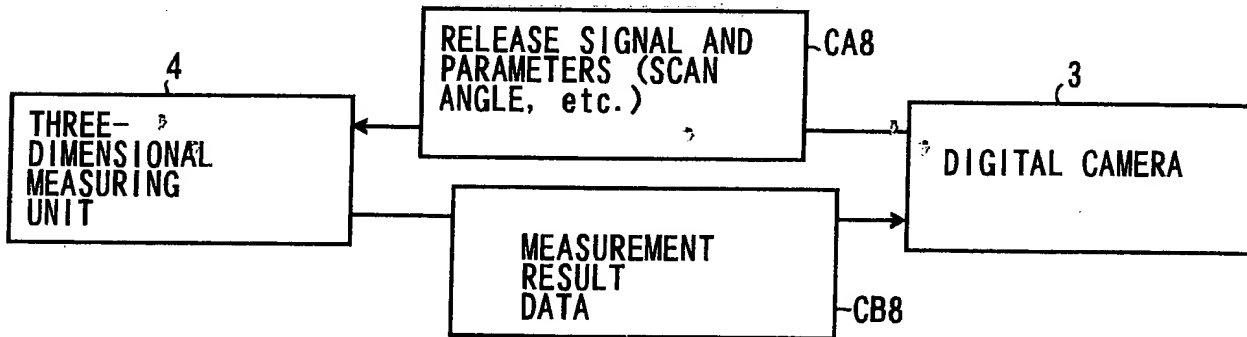 RELEASE SIGNAL AND
PARAMETERS (SCAN
ANGLE, etc.)
CA8
4
THREE-
DIMENSIONAL
MEASURING
UNIT
3
DIGITAL CAMERA
MEASUREMENT
RESULT
DATA
CB8